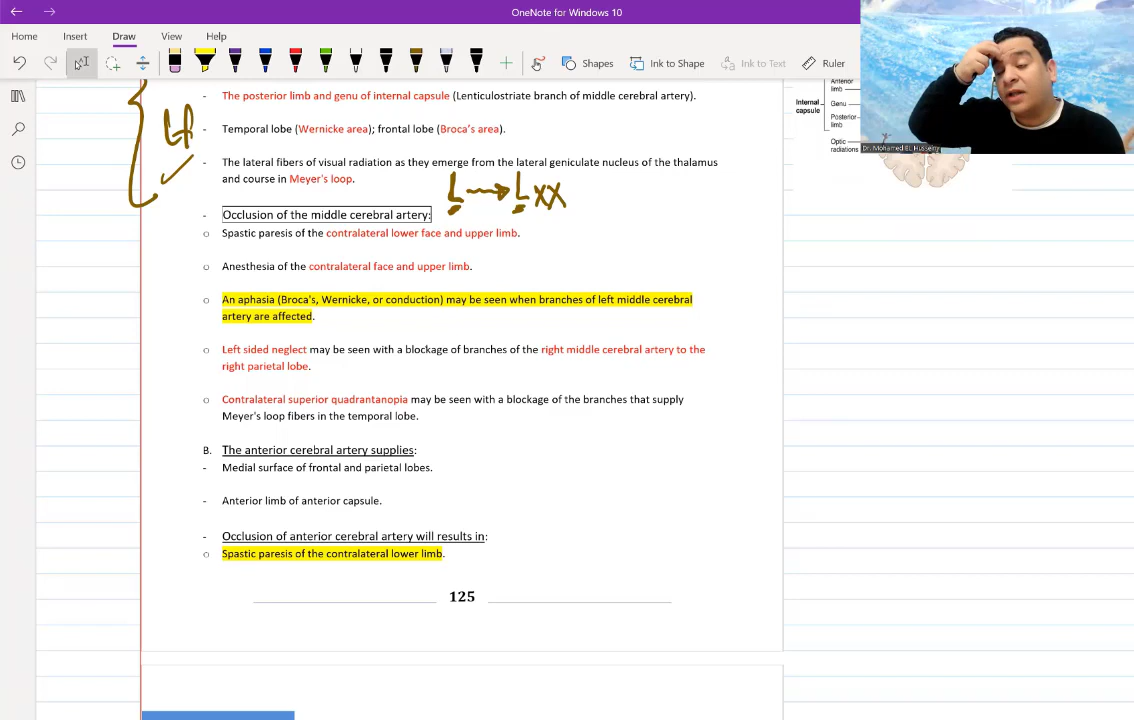 OneNote for Windows 10
Home Insert Draw View Help
Shapes Ink to Shape Ink to Text Ruler
- The posterior limb and genu of internal capsule (Lenticulostriate branch of middle cerebral artery).
- Temporal lobe (Wernicke area); frontal lobe (Broca's area).
- The lateral fibers of visual radiation as they emerge from the lateral geniculate nucleus of the thalamus
and course in Meyer's loop.
L → L XX
- Occlusion of the middle cerebral artery:
o Spastic paresis of the contralateral lower face and upper limb.
o Anesthesia of the contralateral face and upper limb.
o An aphasia (Broca's, Wernicke, or conduction) may be seen when branches of left middle cerebral
artery are affected.
o Left sided neglect may be seen with a blockage of branches of the right middle cerebral artery to the
right parietal lobe.
o Contralateral superior quadrantanopia may be seen with a blockage of the branches that supply
Meyer's loop fibers in the temporal lobe.
B. The anterior cerebral artery supplies:
- Medial surface of frontal and parietal lobes.
- Anterior limb of anterior capsule.
- Occlusion of anterior cerebral artery will results in:
o Spastic paresis of the contralateral lower limb.
125
Internal
capsule
Anterior
limb
Genu
Posterior
limb
Optic
radiations
Dr. Mohamed EL Husseiny